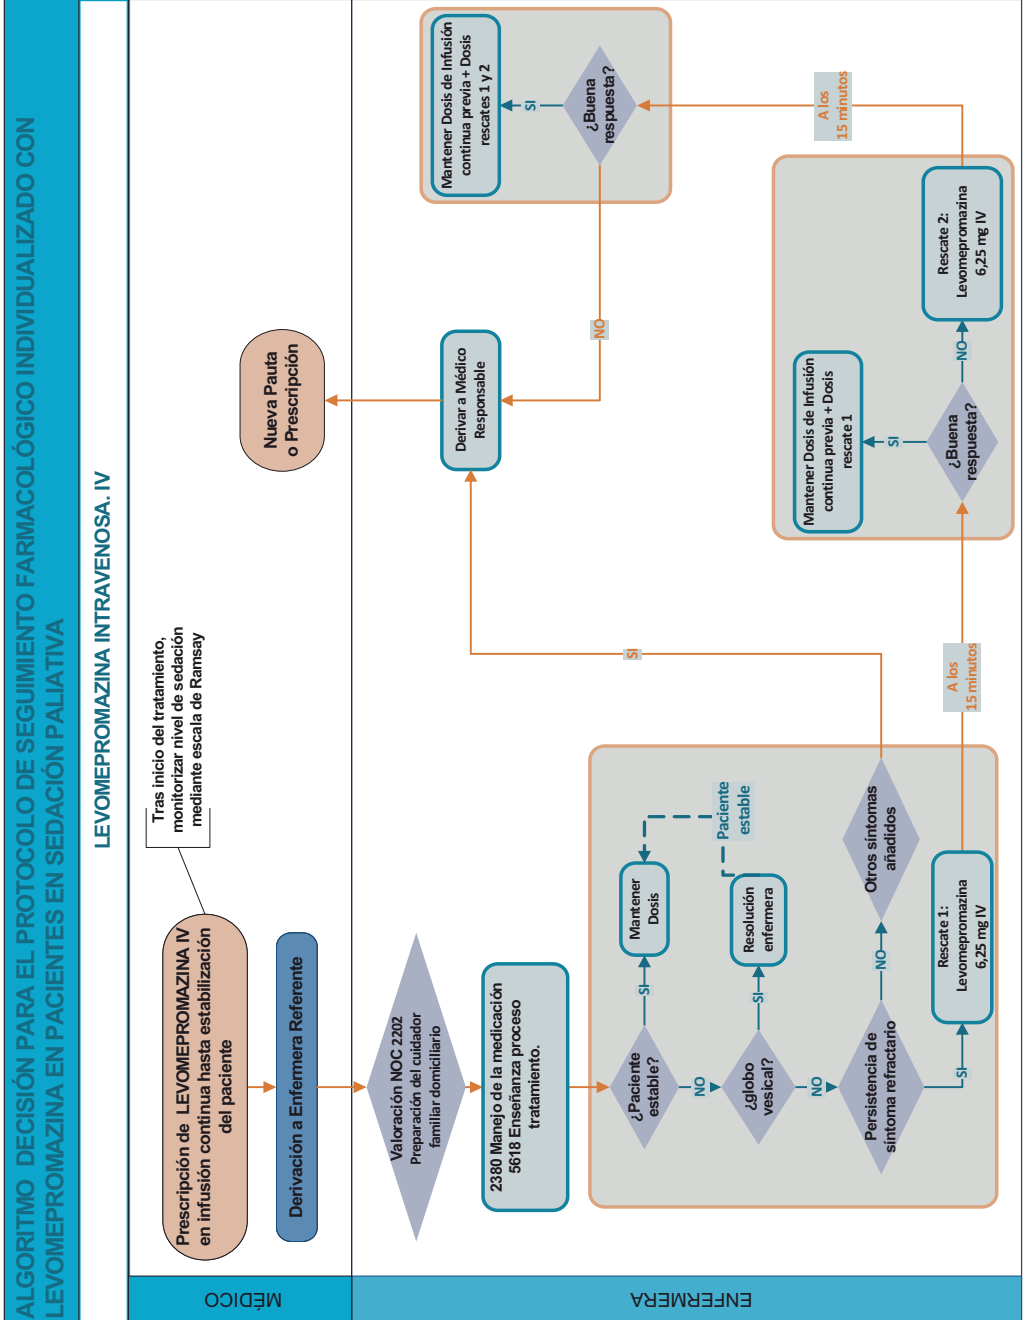 ALGORITMO  DECISIÓN PARA EL PROTOCOLO DE SEGUIMIENTO FARMACOLÓGICO INDIVIDUALIZADO CON
LEVOMEPROMAZINA EN PACIENTES EN SEDACIÓN PALIATIVA
LEVOMEPROMAZINA INTRAVENOSA. IV
MÉDICO
Prescripción de  LEVOMEPROMAZINA IV
en infusión continua hasta estabilización
del paciente
Tras inicio del tratamiento,
monitorizar nivel de sedación
mediante escala de Ramsay
Derivación a Enfermera Referente
Nueva Pauta
o Prescripción
ENFERMERA
Valoración NOC 2202
Preparación del cuidador
familiar domiciliario
2380 Manejo de la medicación
5618 Enseñanza proceso
tratamiento.
¿Paciente
estable?
SI
Mantener
Dosis
NO
¿globo
vesical?
SI
Resolución
enfermera
Paciente
estable
NO
Persistencia de
síntoma refractario
NO
Otros síntomas
añadidos
SI
Derivar a Médico
Responsable
SI
Rescate 1:
Levomepromazina
6,25 mg IV
A los
15 minutos
¿Buena
respuesta?
SI
Mantener Dosis de Infusión
continua previa + Dosis
rescate 1
NO
Rescate 2:
Levomepromazina
6,25 mg IV
A los
15 minutos
¿Buena
respuesta?
SI
Mantener Dosis de Infusión
continua previa + Dosis
rescates 1 y 2
NO